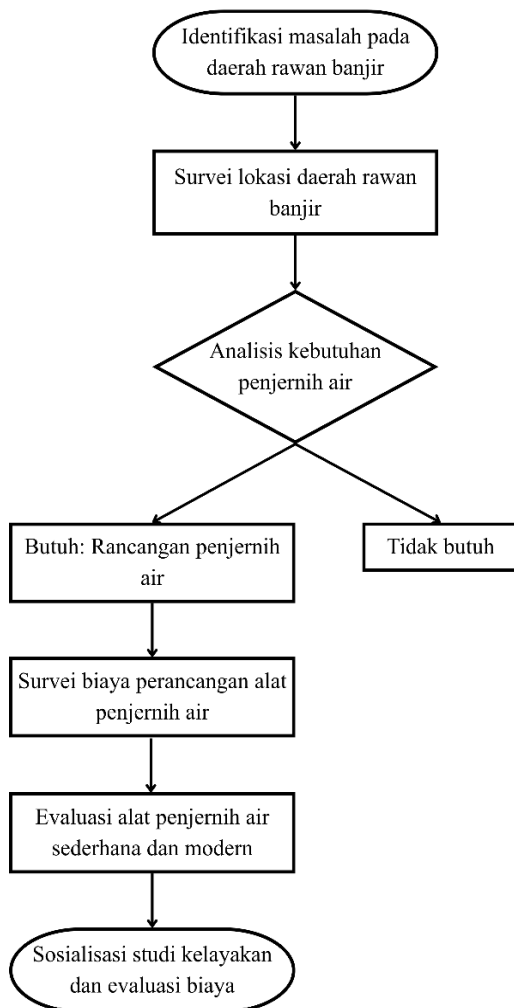 Identifikasi masalah pada
daerah rawan banjir
Survei lokasi daerah rawan
banjir
Analisis kebutuhan
penjernih air
Butuh: Rancangan penjernih
air
Tidak butuh
Survei biaya perancangan alat
penjernih air
Evaluasi alat penjernih air
sederhana dan modern
Sosialisasi studi kelayakan
dan evaluasi biaya